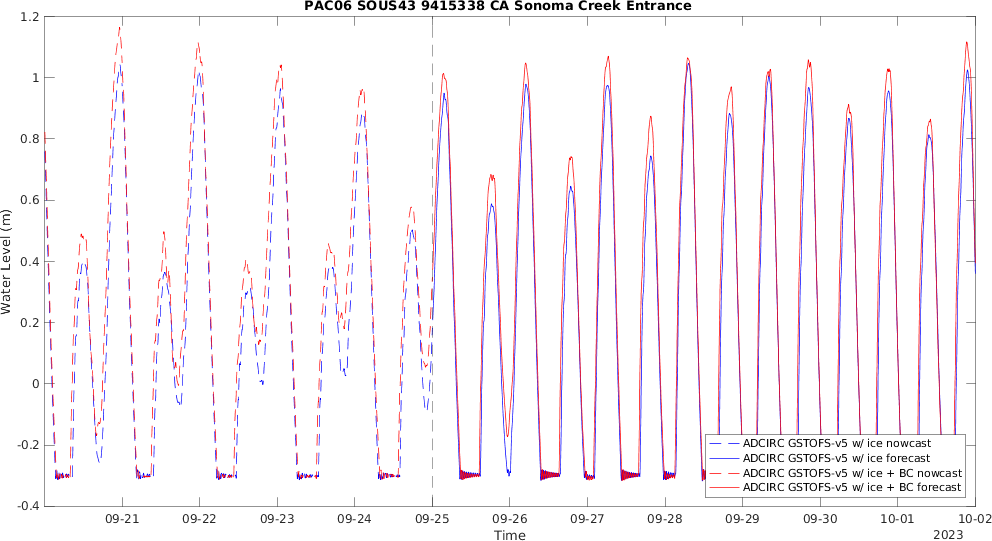 PAC06 SOUS43 9415338 CA Sonoma Creek Entrance
Water Level (m)
1.2
1
0.8
0.6
0.4
0.2
0
-0.2
-0.4
ADCIRC GSTOFS-v5 w/ ice nowcast
ADCIRC GSTOFS-v5 w/ ice forecast
ADCIRC GSTOFS-v5 w/ ice + BC nowcast
ADCIRC GSTOFS-v5 w/ ice + BC forecast
09-21 09-22 09-23 09-24 09-25 09-26 09-27 09-28 09-29 09-30 10-01 10-02
Time
2023